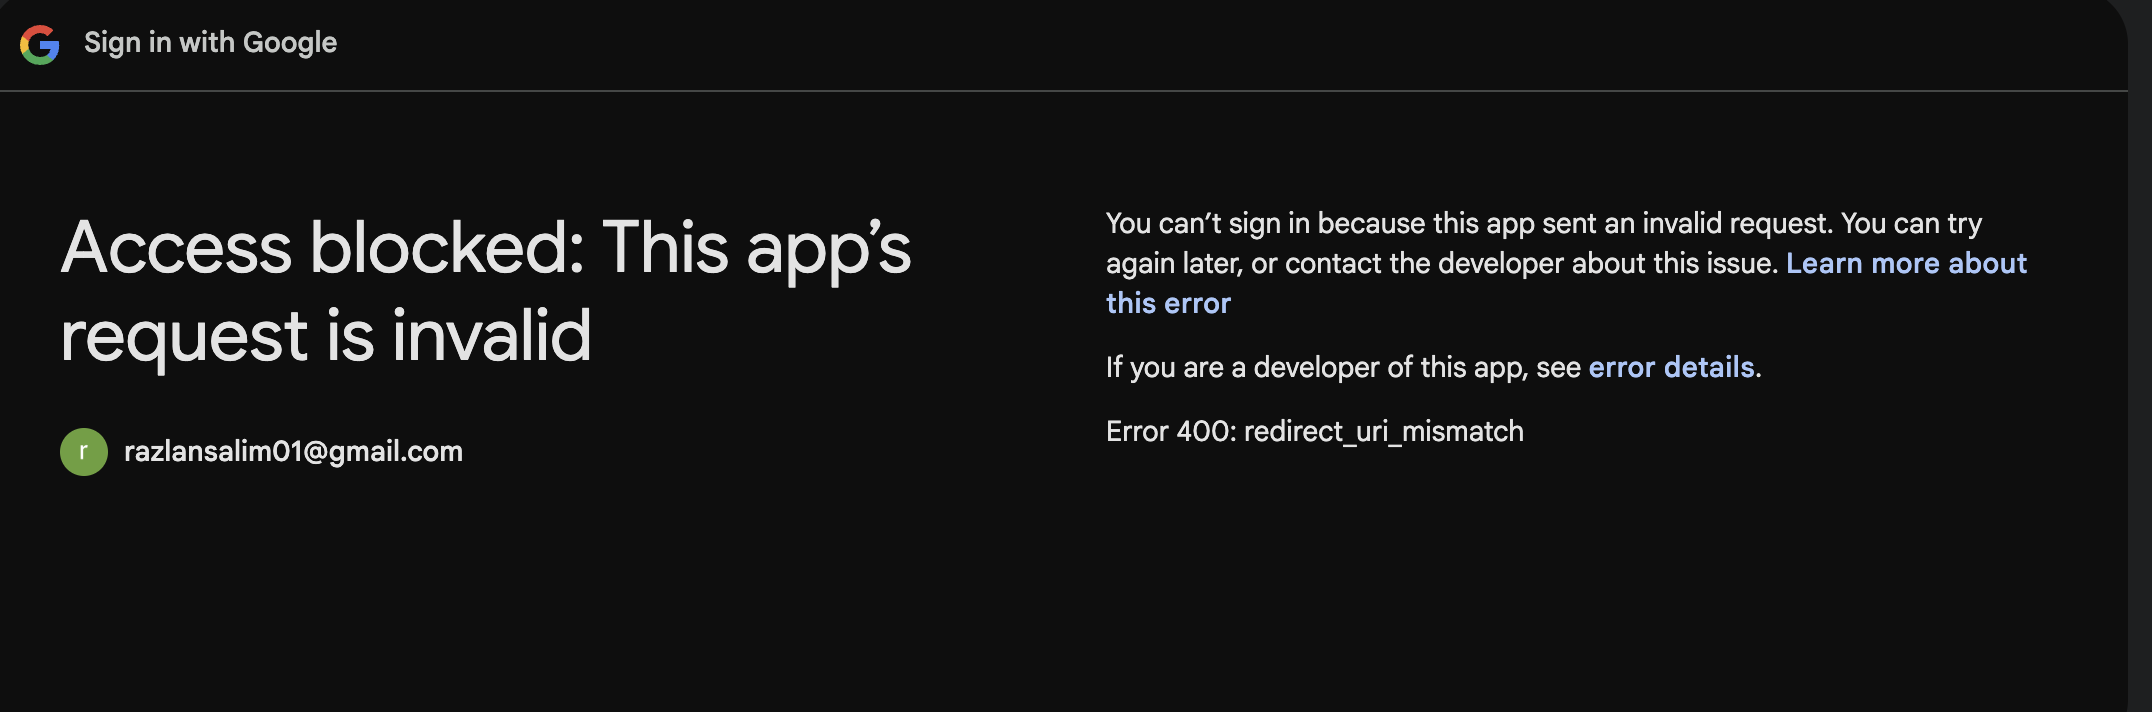 Sign in with Google
Access blocked: This app’s
request is invalid
r
razlansalim01@gmail.com
You can’t sign in because this app sent an invalid request. You can try
again later, or contact the developer about this issue. Learn more about
this error
If you are a developer of this app, see error details.
Error 400: redirect_uri_mismatch